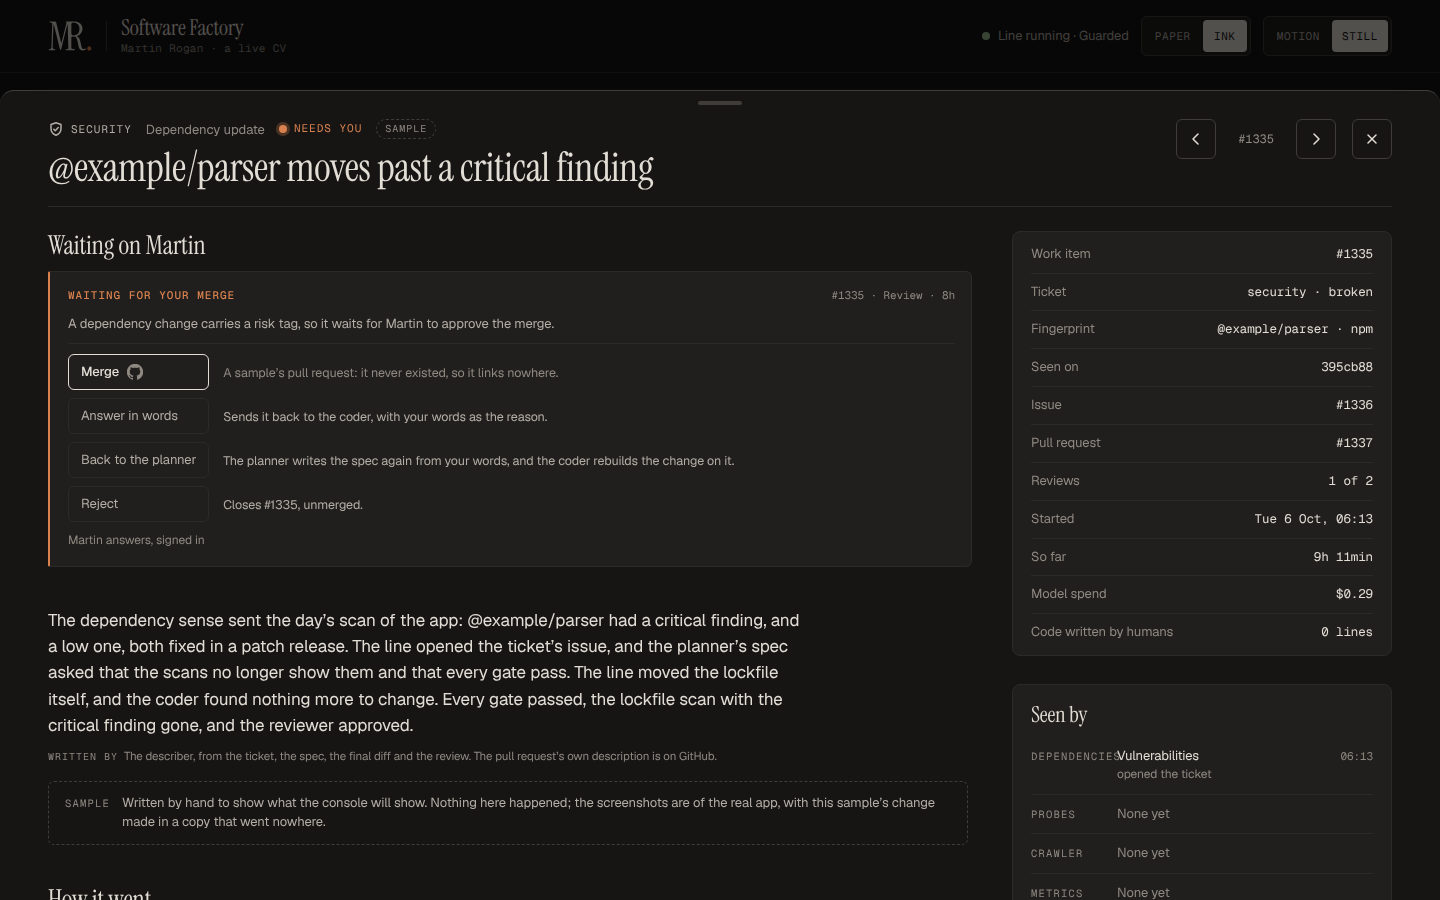 MR.
Software Factory
Martin Rogan · a live CV
Line running · Guarded
PAPER INK
MOTION STILL
SECURITY Dependency update NEEDS YOU SAMPLE
#1335
@example/parser moves past a critical finding
Waiting on Martin
WAITING FOR YOUR MERGE #1335 · Review · 8h
A dependency change carries a risk tag, so it waits for Martin to approve the merge.
Merge A sample's pull request: it never existed, so it links nowhere.
Answer in words Sends it back to the coder, with your words as the reason.
Back to the planner The planner writes the spec again from your words, and the coder rebuilds the change on it.
Reject Closes #1335, unmerged.
Martin answers, signed in
The dependency sense sent the day's scan of the app: @example/parser had a critical finding, and
a low one, both fixed in a patch release. The line opened the ticket's issue, and the planner's spec
asked that the scans no longer show them and that every gate pass. The line moved the lockfile
itself, and the coder found nothing more to change. Every gate passed, the lockfile scan with the
critical finding gone, and the reviewer approved.
WRITTEN BY The describer, from the ticket, the spec, the final diff and the review. The pull request's own description is on GitHub.
SAMPLE Written by hand to show what the console will show. Nothing here happened; the screenshots are of the real app, with this sample's change
made in a copy that went nowhere.
How it went
Work item #1335
Ticket security · broken
Fingerprint @example/parser · npm
Seen on 395cb88
Issue #1336
Pull request #1337
Reviews 1 of 2
Started Tue 6 Oct, 06:13
So far 9h 11min
Model spend $0.29
Code written by humans 0 lines
Seen by
DEPENDENCIES Vulnerabilities 06:13
opened the ticket
PROBES None yet
CRAWLER None yet
METRICS None yet